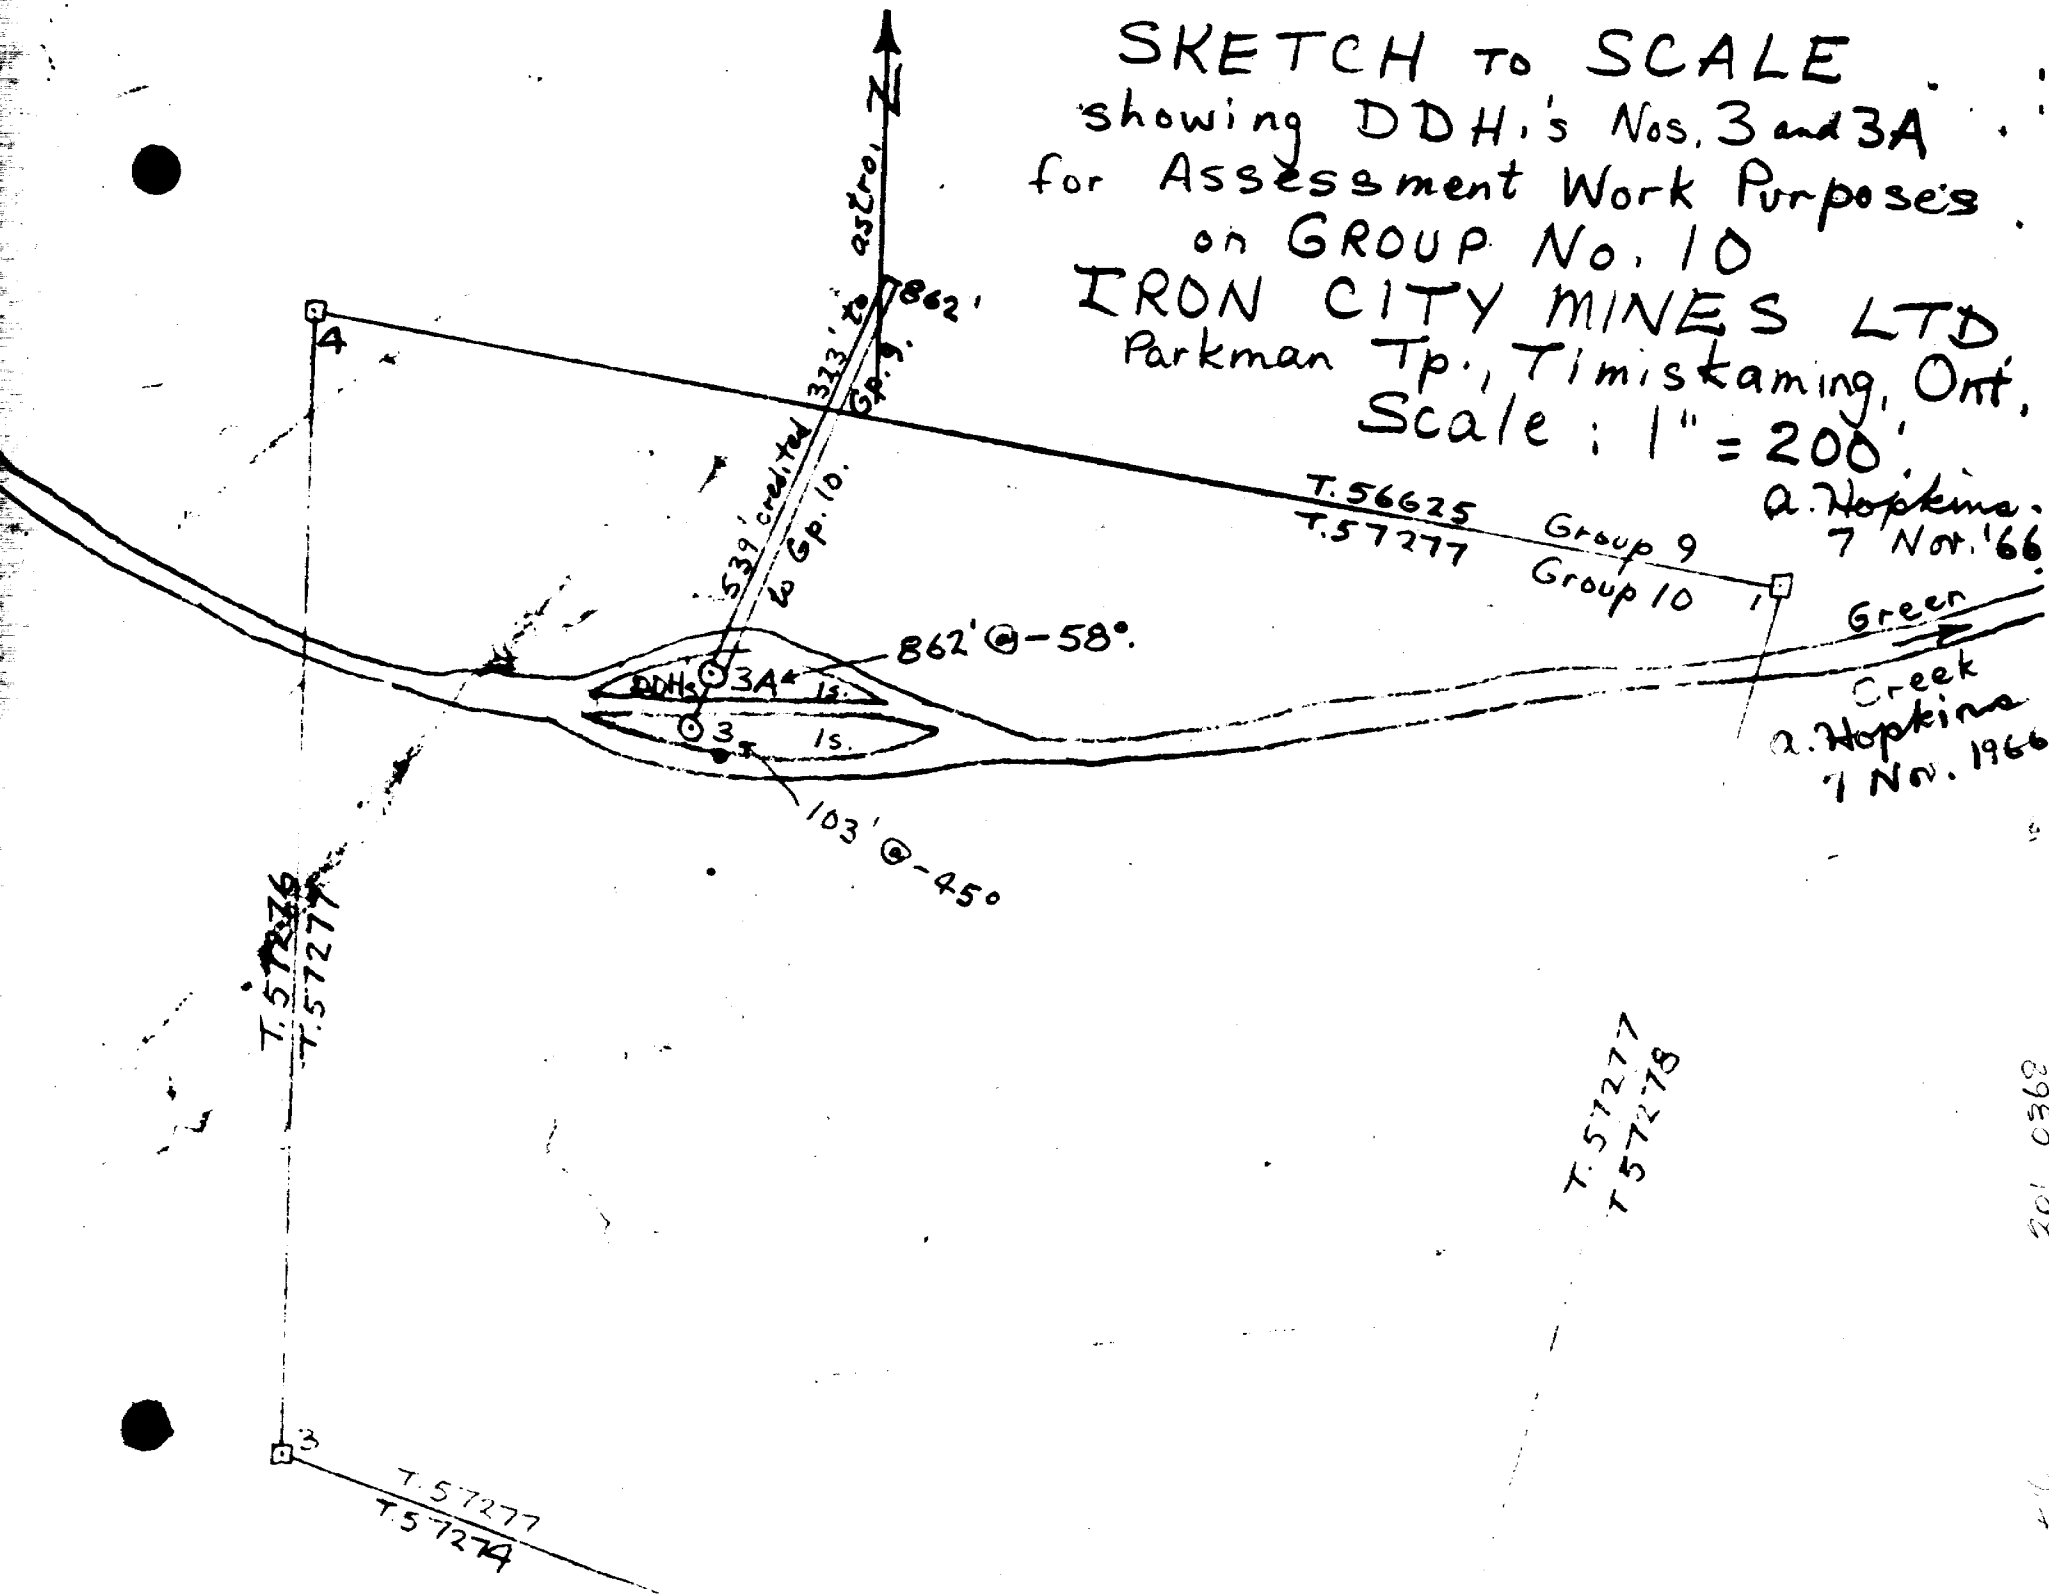 SKETCH TO SCALE
showing DDH.'s Nos. 3 and 3A
for Assessment Work Purposes
on GROUP No. 10
IRON CITY MINES LTD.
Parkman Tp., Timiskaming, Ont.
Scale: 1" = 200'.
A. Hopkins.
7 Nov. '66
N
astro.
862'
323' to
Gp. 9.
539' credited
to Gp. 10.
4
T.56625
T.57277
Group 9
Group 10
1
Green
Creek
A. Hopkins
7 Nov. 1966
862' @ -58°.
DDHs
3A
Is.
3
Is.
103' @ -45°
T.57276
T.57277
T.57277
T.57278
3
T.57277
T.57274